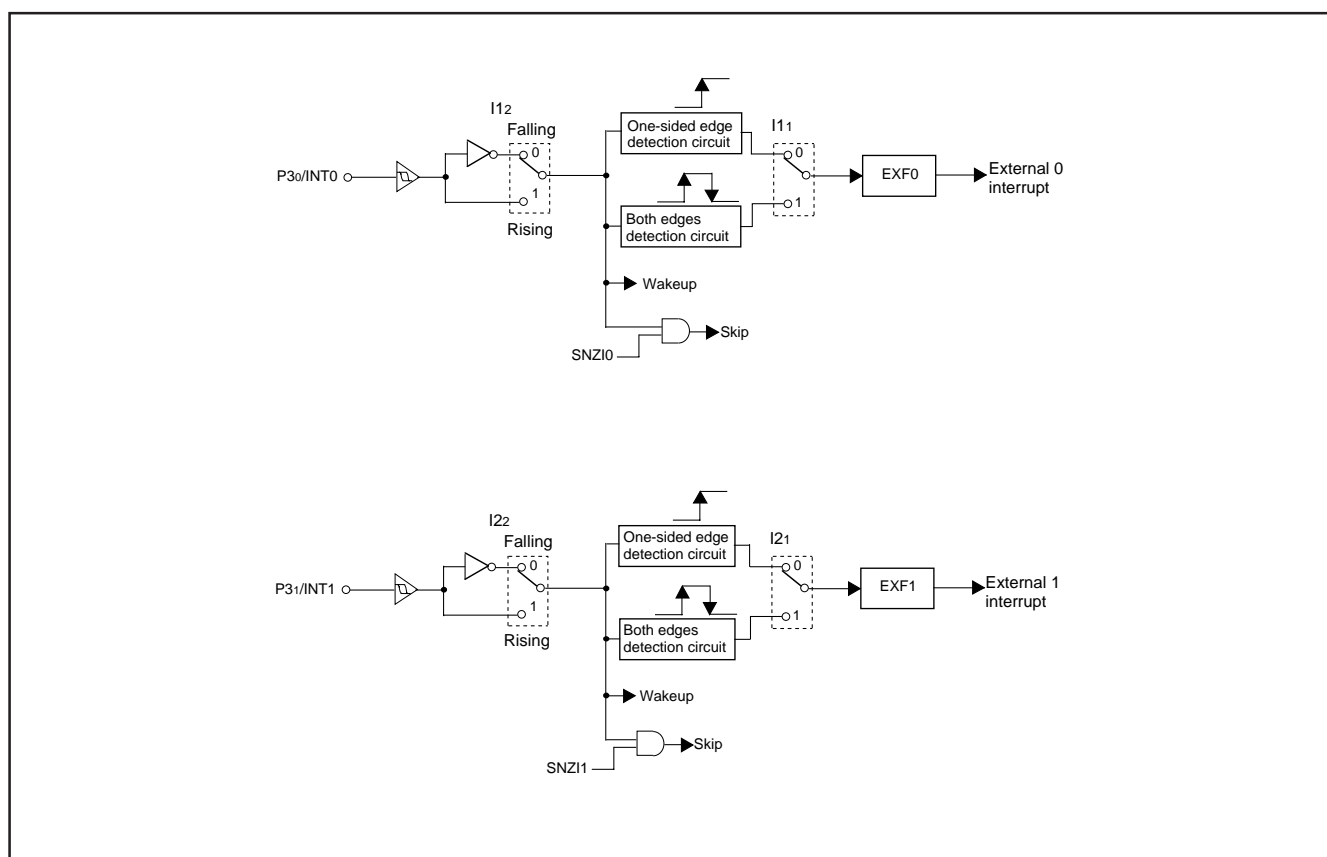 I12
Falling
0
1
Rising
P30/INT0
One-sided edge
detection circuit
Both edges
detection circuit
I11
0
1
EXF0
External 0
interrupt
Wakeup
Skip
SNZI0
I22
Falling
0
1
Rising
P31/INT1
One-sided edge
detection circuit
Both edges
detection circuit
I21
0
1
EXF1
External 1
interrupt
Wakeup
Skip
SNZI1